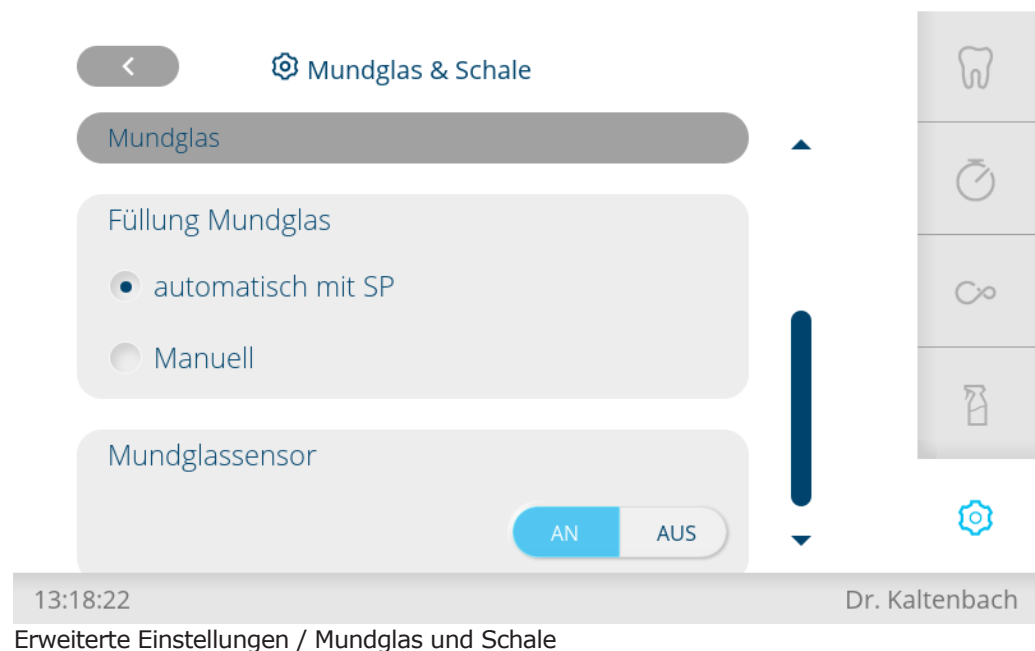 Mundglas & Schale
Mundglas
Füllung Mundglas
automatisch mit SP
Manuell
Mundglassensor
AN AUS
13:18:22 Dr. Kaltenbach
Erweiterte Einstellungen / Mundglas und Schale